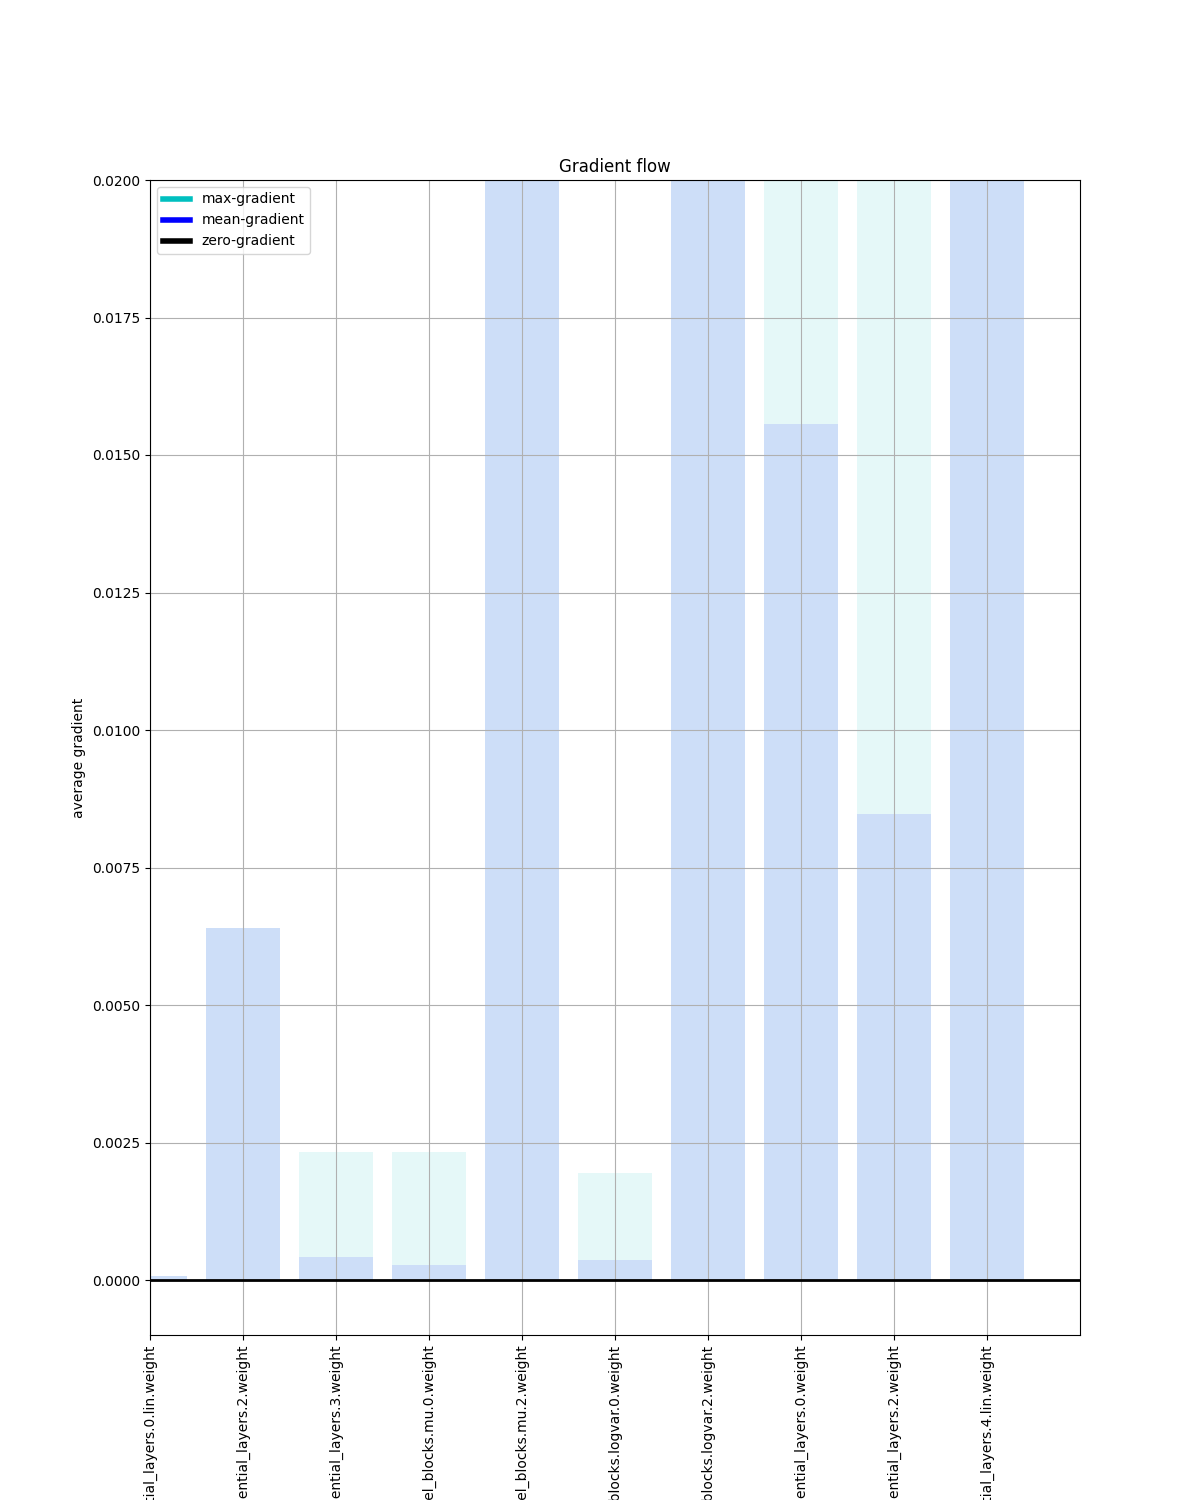 Gradient flow
max-gradient
mean-gradient
zero-gradient
0.0200
0.0175
0.0150
0.0125
0.0100
0.0075
0.0050
0.0025
0.0000
average gradient
tial_layers.0.lin.weight
ential_layers.2.weight
ential_layers.3.weight
el_blocks.mu.0.weight
el_blocks.mu.2.weight
blocks.logvar.0.weight
blocks.logvar.2.weight
ential_layers.0.weight
ential_layers.2.weight
tial_layers.4.lin.weight